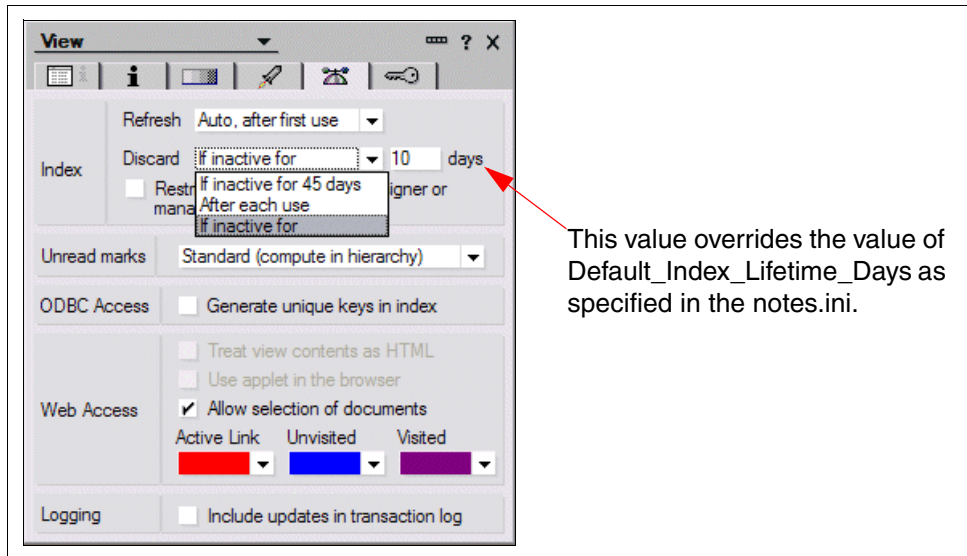 View
? X
i i
Refresh Auto, after first use
Index Discard If inactive for 10 days
If inactive for 45 days
After each use
If inactive for
Restr igner or
mana
Unread marks Standard (compute in hierarchy)
ODBC Access Generate unique keys in index
Treat view contents as HTML
Use applet in the browser
Web Access Allow selection of documents
Active Link Unvisited Visited
Logging Include updates in transaction log
This value overrides the value of
Default_Index_Lifetime_Days as
specified in the notes.ini.